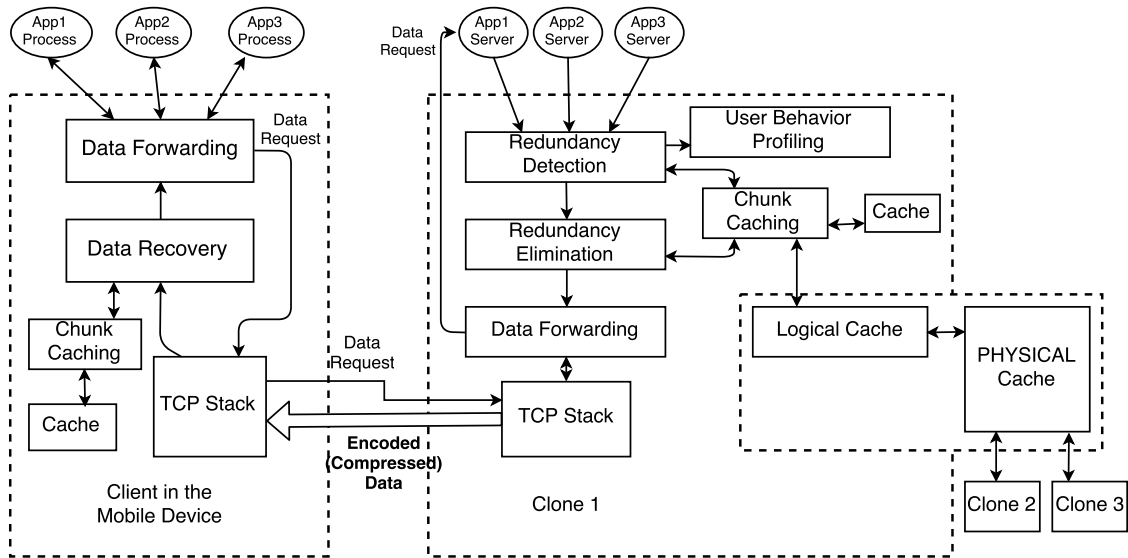 App1
Process
App2
Process
App3
Process
Data
Request
App1
Server
App2
Server
App3
Server
Data Forwarding
Data
Request
Redundancy
Detection
User Behavior
Profiling
Data Recovery
Redundancy
Elimination
Chunk
Caching
Cache
Chunk
Caching
Data Forwarding
Logical Cache
PHYSICAL
Cache
Data
Request
TCP Stack
TCP Stack
Cache
Encoded
(Compressed)
Data
Client in the
Mobile Device
Clone 1
Clone 2
Clone 3